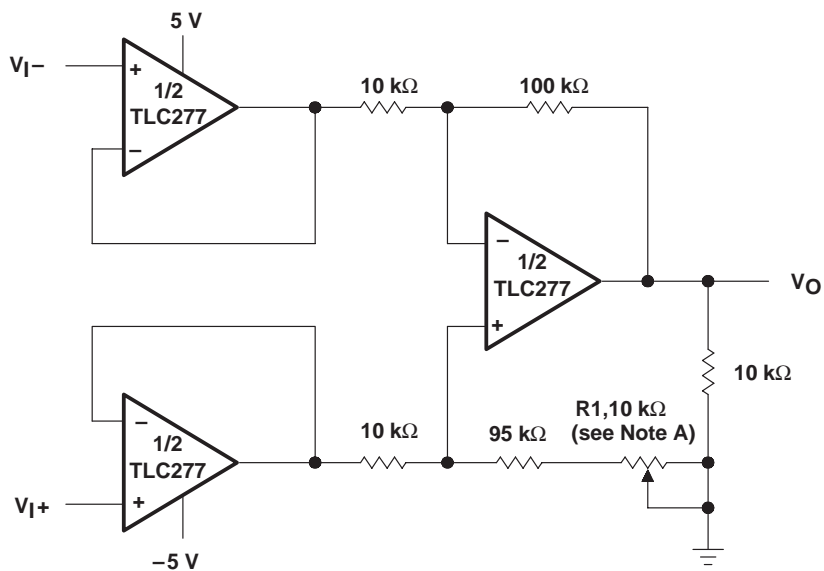 5 V
VI−
+
1/2
TLC277
−
10 kΩ
100 kΩ
−
1/2
TLC277
+
VO
10 kΩ
−
1/2
TLC277
+
VI+
−5 V
10 kΩ
95 kΩ
R1,10 kΩ
(see Note A)